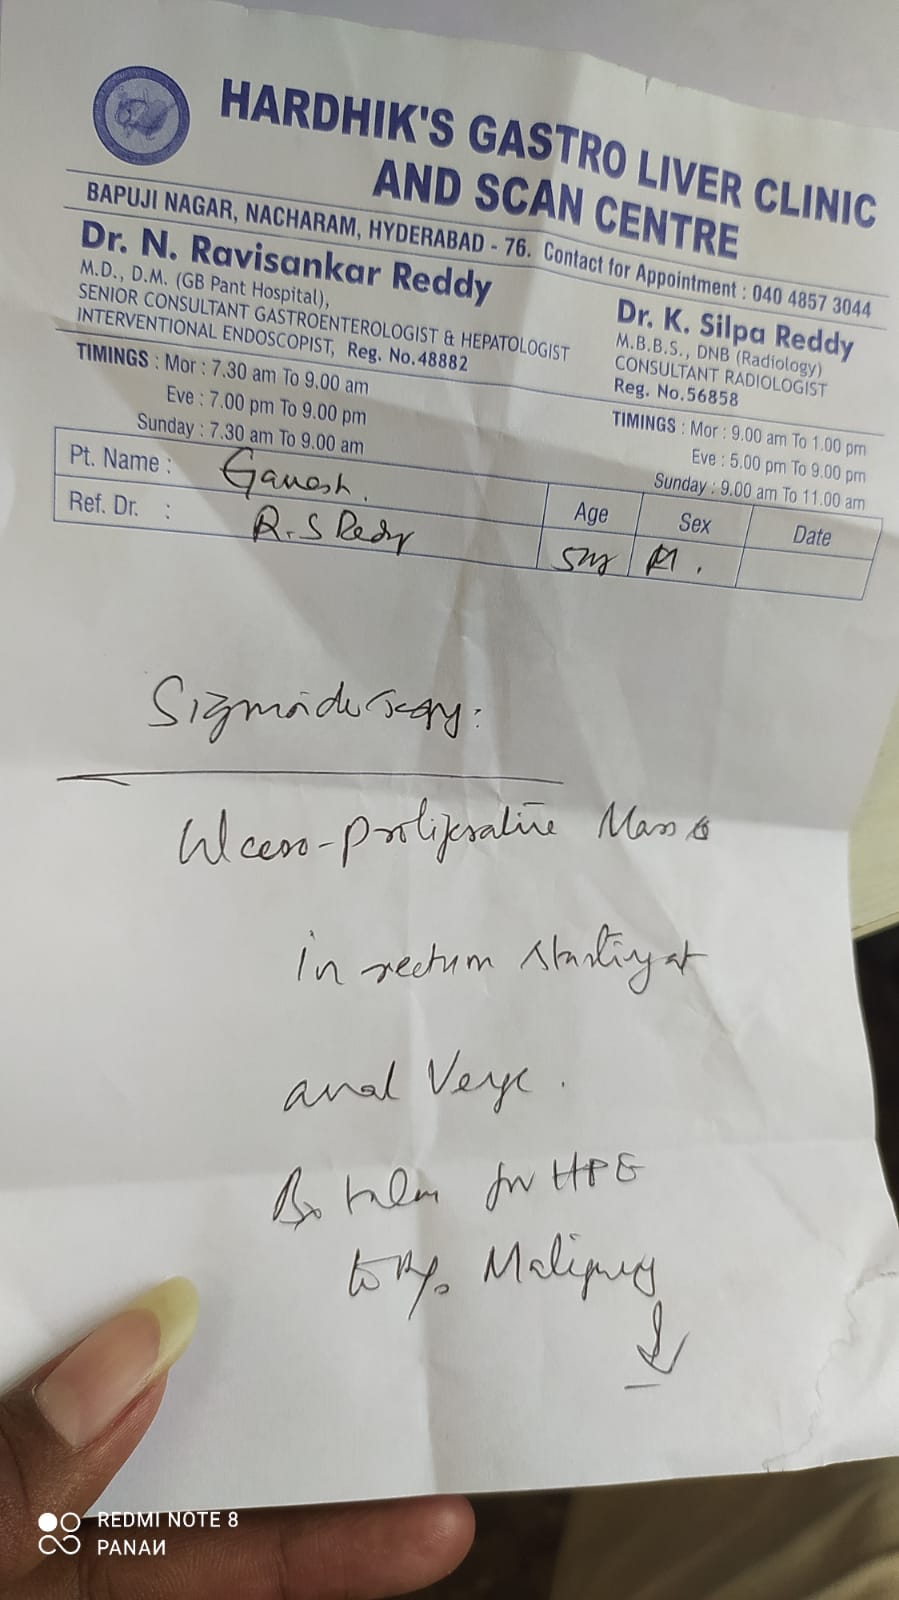 HARDHIK'S GASTRO LIVER CLINIC
AND SCAN CENTRE
BAPUJI NAGAR, NACHARAM, HYDERABAD - 76. Contact for Appointment : 040 4857 3044
Dr. N. Ravisankar Reddy
M.D., D.M. (GB Pant Hospital),
SENIOR CONSULTANT GASTROENTEROLOGIST & HEPATOLOGIST
INTERVENTIONAL ENDOSCOPIST, Reg. No.48882
TIMINGS : Mor : 7.30 am To 9.00 am
Eve : 7.00 pm To 9.00 pm
Sunday : 7.30 am To 9.00 am
Dr. K. Silpa Reddy
M.B.B.S., DNB (Radiology)
CONSULTANT RADIOLOGIST
Reg. No.56858
TIMINGS : Mor : 9.00 am To 1.00 pm
Eve : 5.00 pm To 9.00 pm
Sunday : 9.00 am To 11.00 am
Pt. Name : Ganesh.
Ref. Dr. : R.S Reddy
Age Sex Date
M.
Sigmoidoscopy:
Ulcero-proliferative Mass
in rectum starting at
anal Verge.
Bx taken for HPE
to R/o Malignancy
REDMI NOTE 8
PANAИ